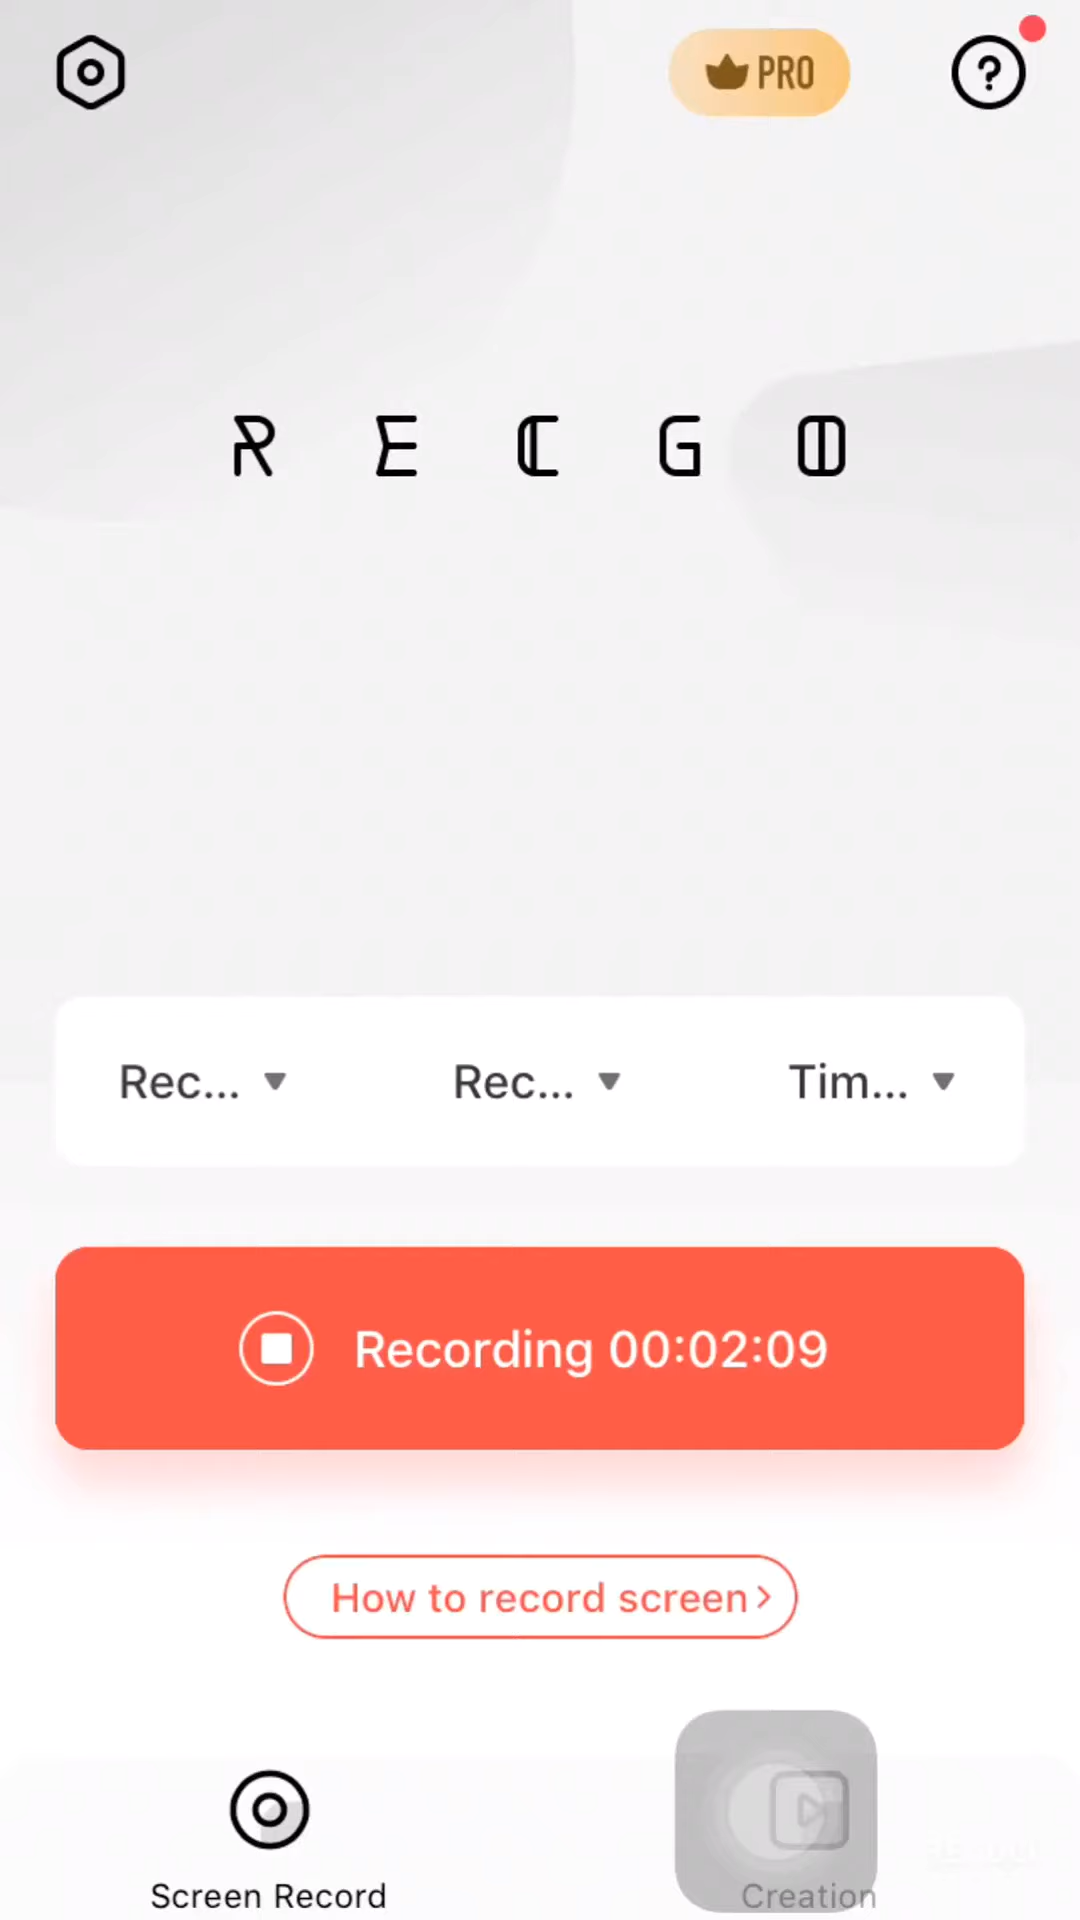 PRO
RECGO
Rec... Rec... Tim...
Recording 00:02:09
How to record screen
Screen Record
Creation